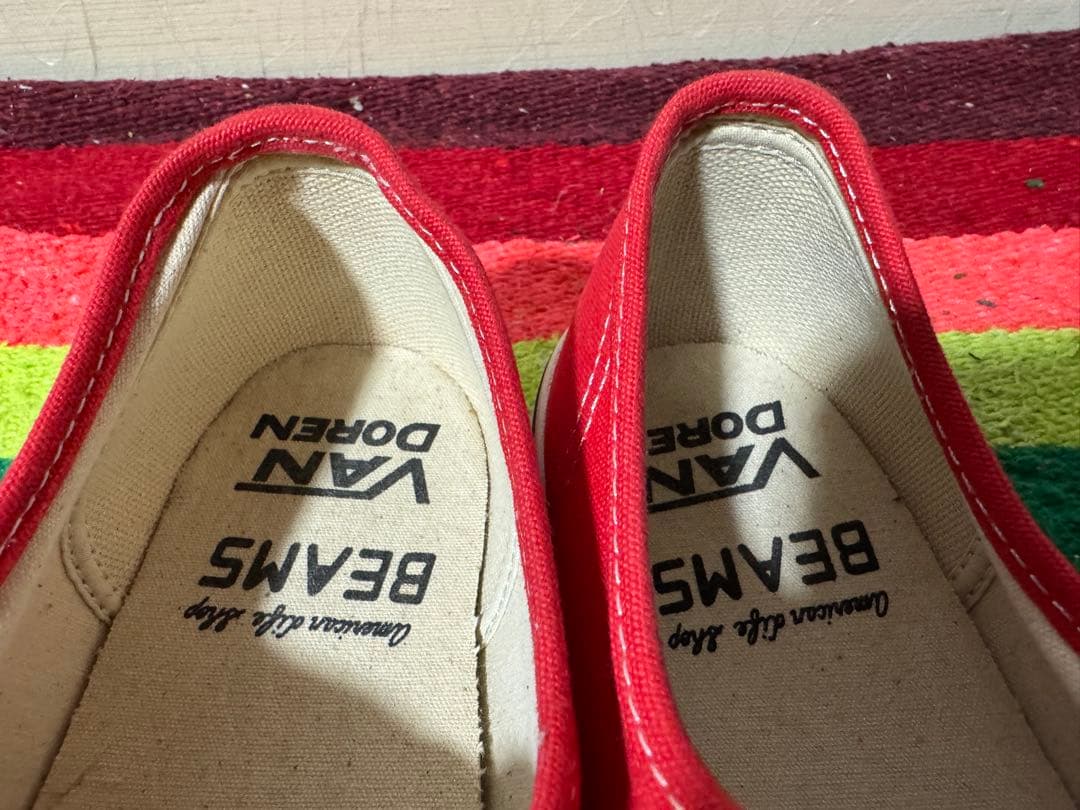 VAN
DOREN
BEAMS
American Life Shop
VAN
DOREN
BEAMS
American Life Shop